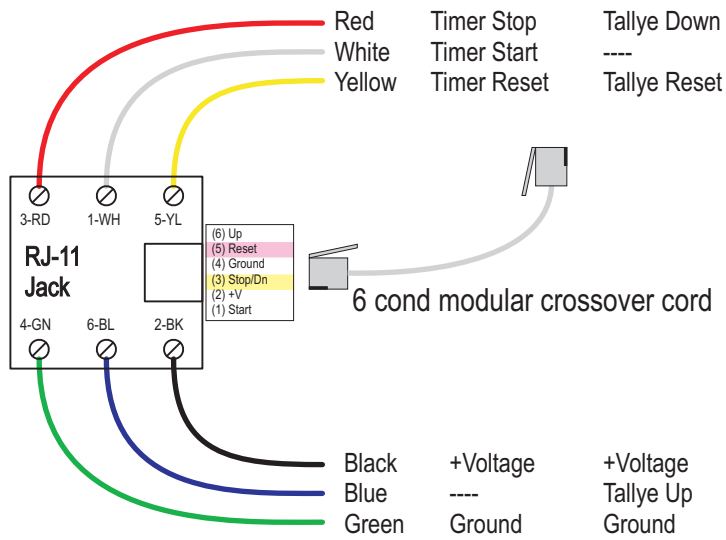 Red Timer Stop Tallye Down
White Timer Start ----
Yellow Timer Reset Tallye Reset
3-RD 1-WH 5-YL
RJ-11
Jack
(6) Up
(5) Reset
(4) Ground
(3) Stop/Dn
(2) +V
(1) Start
6 cond modular crossover cord
4-GN 6-BL 2-BK
Black +Voltage +Voltage
Blue ---- Tallye Up
Green Ground Ground